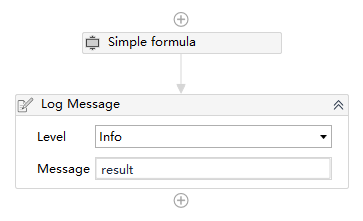 Simple formula
Log Message
Level Info
Message result